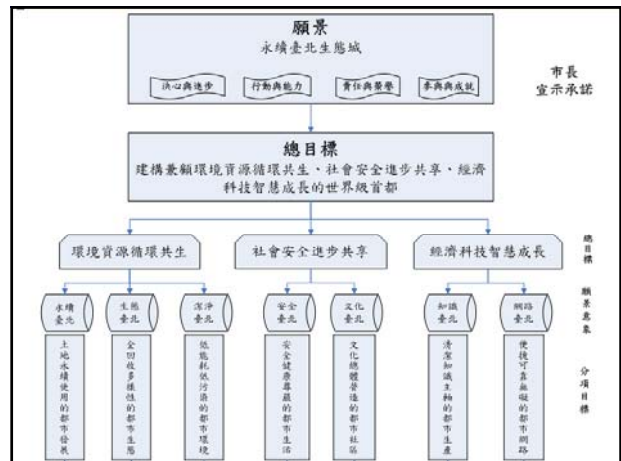 願景
永續臺北生態城
決心與進步
行動與能力
責任與榮譽
參與與成就
市長
宣示承諾
總目標
建構兼顧環境資源循環共生、社會安全進步共享、經濟
科技智慧成長的世界級首都
環境資源循環共生
社會安全進步共享
經濟科技智慧成長
總目標
永續
臺北
生態
臺北
潔淨
臺北
安全
臺北
文化
臺北
知識
臺北
網路
臺北
願景意象
土地永續使用的都市發展
全回收多樣性的都市生態
低能耗低污染的都市環境
安全健康尊嚴的都市生活
文化總體營造的都市社區
清潔知識主軸的都市生產
便捷可靠無礙的都市網路
分項目標